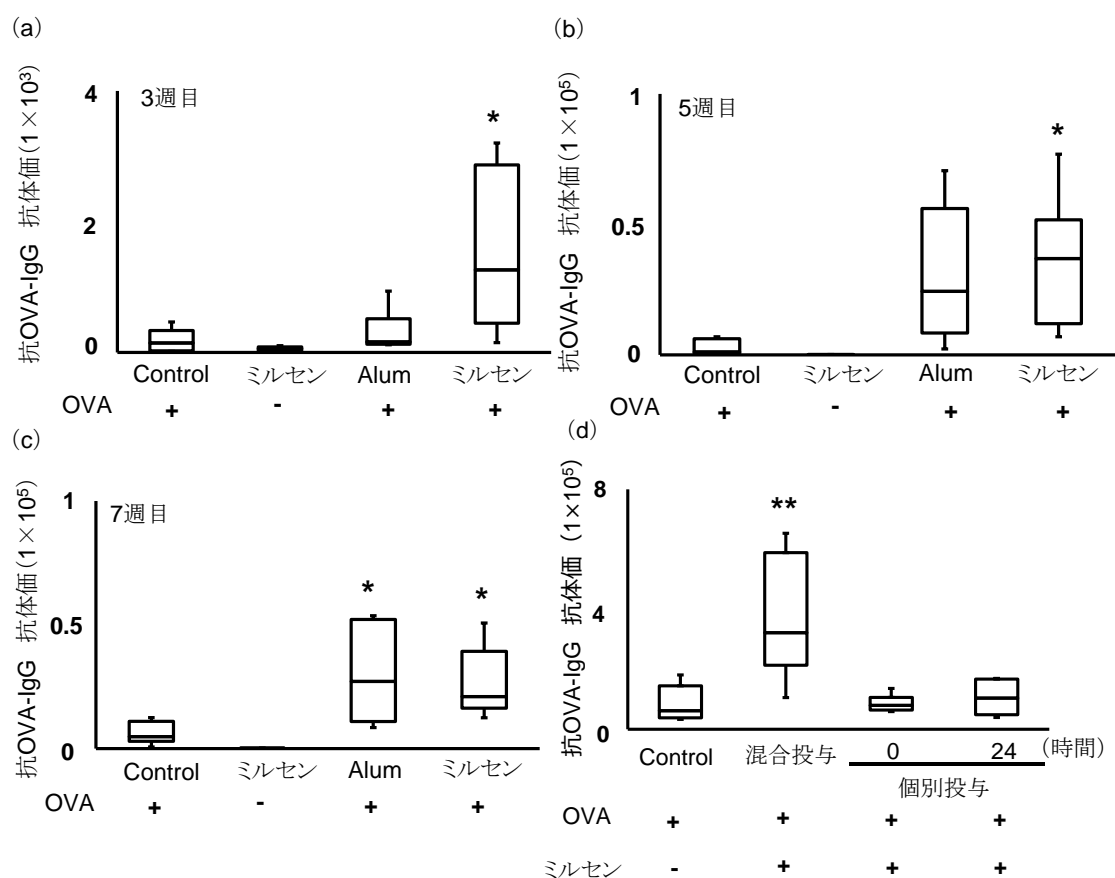 (a)
抗OVA-IgG 抗体価(1×10³)
3週目
4
2
0
*
Control ミルセン Alum ミルセン
OVA + - + +
(b)
抗OVA-IgG 抗体価(1×10⁵)
5週目
1
0.5
0
*
Control ミルセン Alum ミルセン
+ - + +
(c)
抗OVA-IgG 抗体価(1×10⁵)
7週目
1
0.5
0
* *
Control ミルセン Alum ミルセン
OVA + - + +
(d)
抗OVA-IgG 抗体価 (1×10⁵)
8
4
0
**
Control 混合投与 0 24 (時間)
個別投与
OVA + + + +
ミルセン - + + +